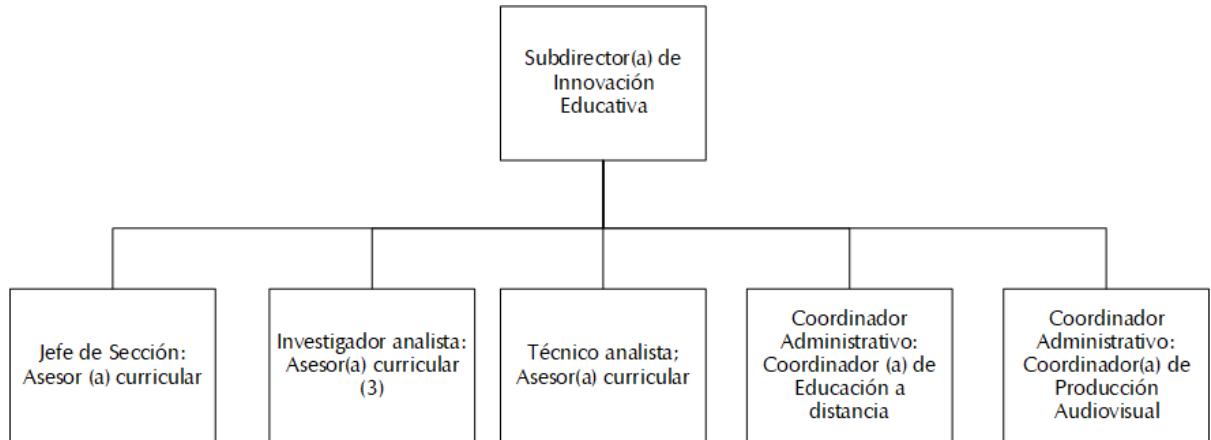 Subdirector(a) de
Innovación
Educativa
Jefe de Sección:
Asesor (a) curricular
Investigador analista:
Asesor(a) curricular
(3)
Técnico analista;
Asesor(a) curricular
Coordinador
Administrativo:
Coordinador (a) de
Educación a
distancia
Coordinador
Administrativo:
Coordinador(a) de
Producción
Audiovisual